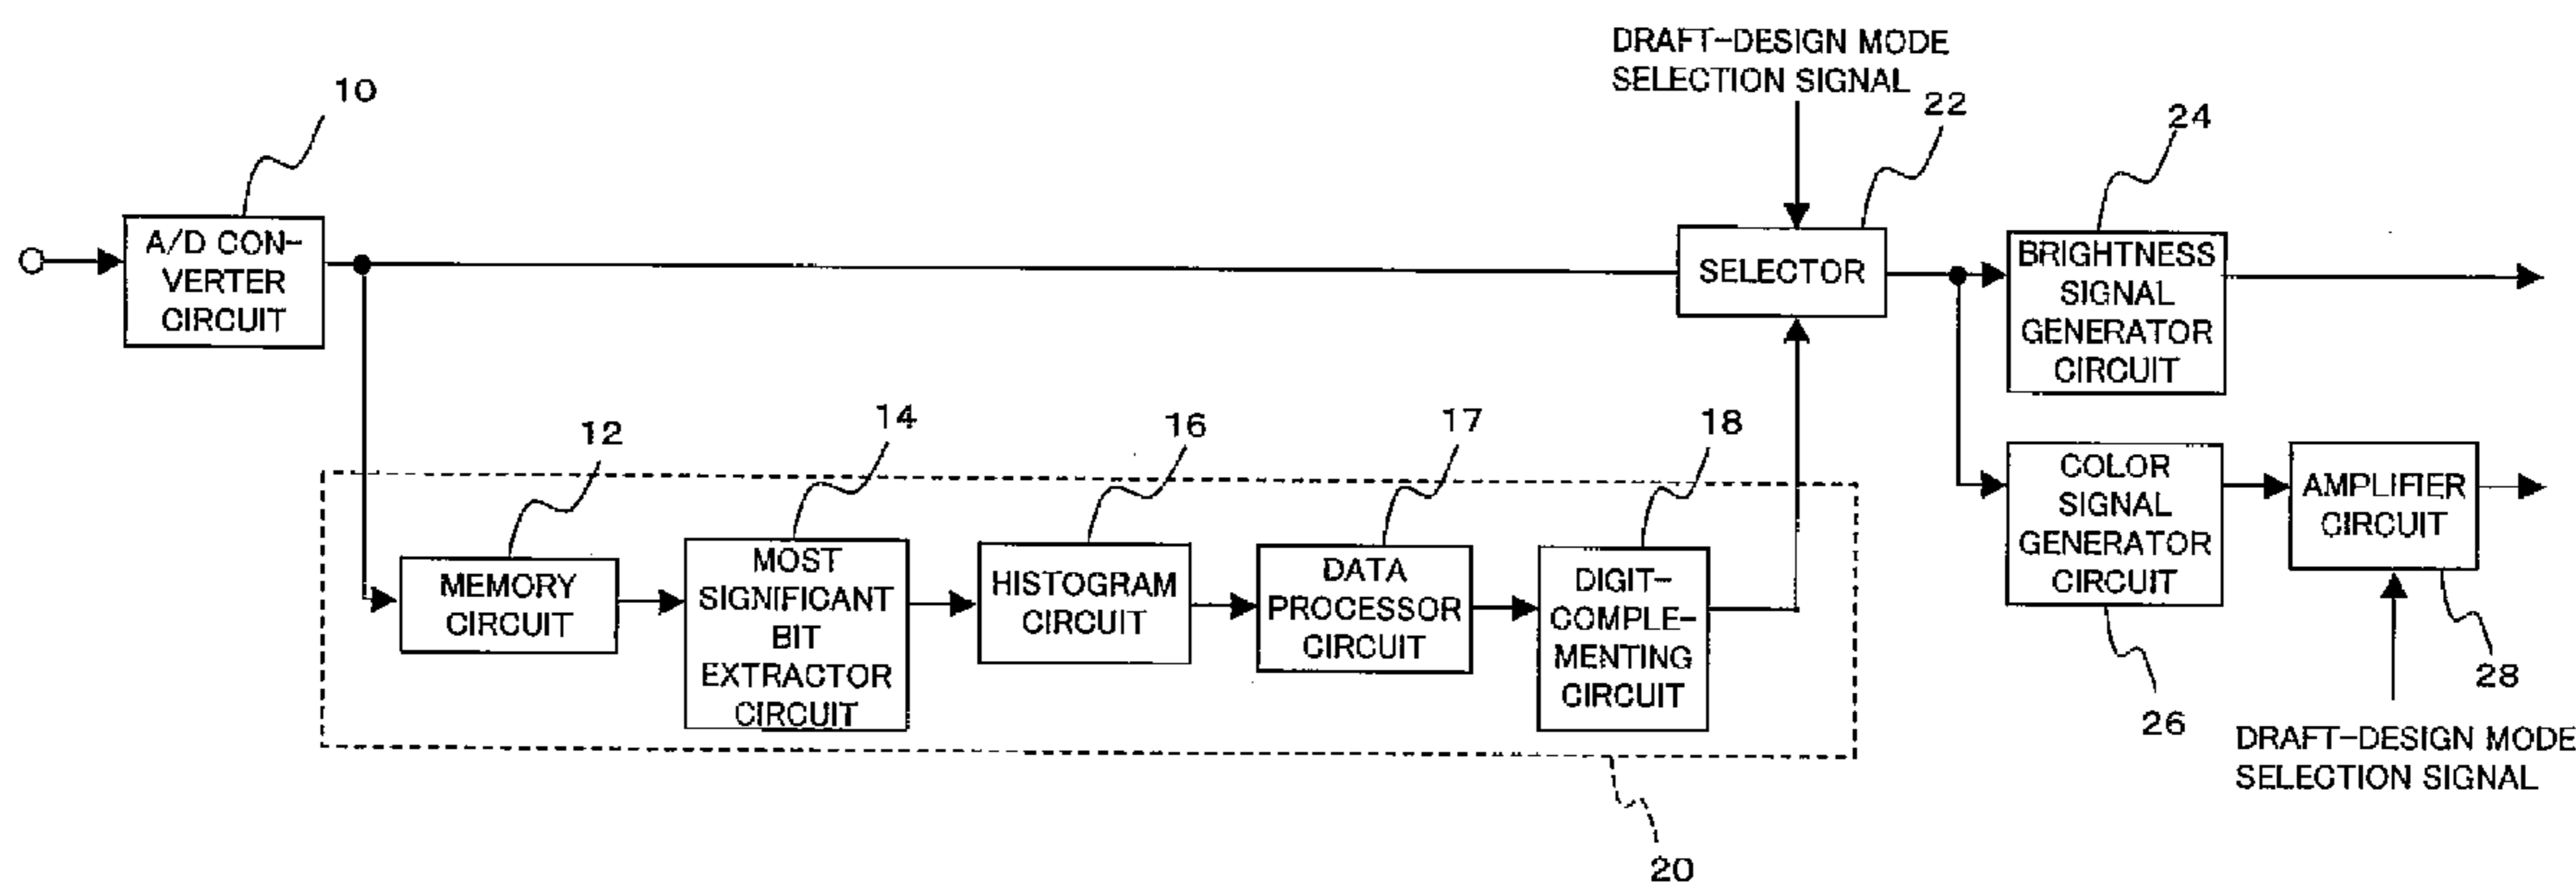 DRAFT-DESIGN MODE
SELECTION SIGNAL
10
22
24
A/D CON-
VERTER
CIRCUIT
SELECTOR
BRIGHTNESS
SIGNAL
GENERATOR
CIRCUIT
12
14
16
17
18
MEMORY
CIRCUIT
MOST
SIGNIFICANT
BIT
EXTRACTOR
CIRCUIT
HISTOGRAM
CIRCUIT
DATA
PROCESSOR
CIRCUIT
DIGIT-
COMPLE-
MENTING
CIRCUIT
COLOR
SIGNAL
GENERATOR
CIRCUIT
AMPLIFIER
CIRCUIT
28
26
DRAFT-DESIGN MODE
SELECTION SIGNAL
20